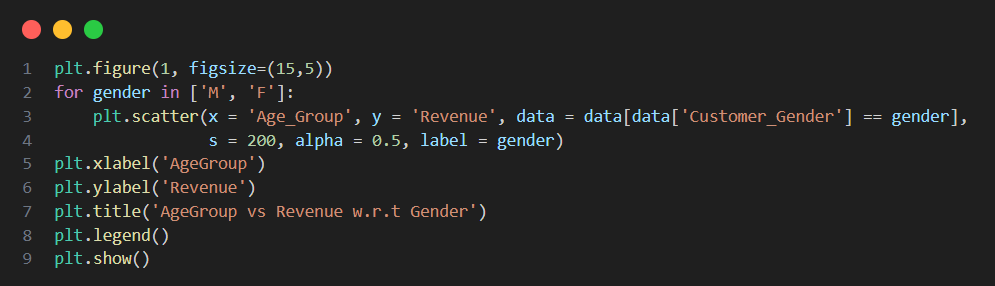 1 plt.figure(1, figsize=(15,5))
2 for gender in ['M', 'F']:
3     plt.scatter(x = 'Age_Group', y = 'Revenue', data = data[data['Customer_Gender'] == gender],
4                 s = 200, alpha = 0.5, label = gender)
5 plt.xlabel('AgeGroup')
6 plt.ylabel('Revenue')
7 plt.title('AgeGroup vs Revenue w.r.t Gender')
8 plt.legend()
9 plt.show()